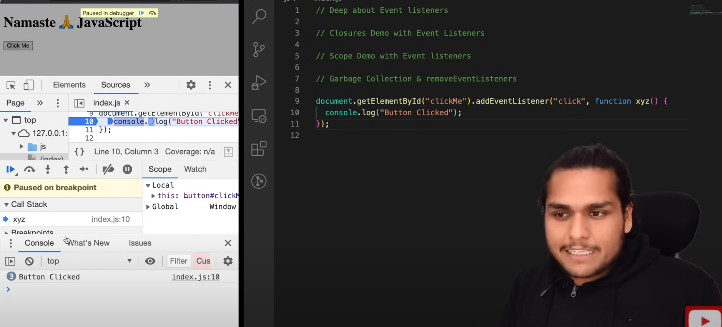 Paused in debugger
Namaste 🙏 JavaScript
Click Me
Elements Sources »
Page » index.js ×
top
127.0.0.1:
js
(index)
9 document.getElementById("clickMe
10 console.log("Button Clicked"
11 });
12
{} Line 10, Column 3 Coverage: n/a
Paused on breakpoint
Call Stack
xyz index.js:10
Breakpoints
Scope Watch
Local
this: button#clickM
Global Window
Console What's New Issues
top Filter Cus
3 Button Clicked index.js:10
1 // Deep about Event listeners
2
3 // Closures Demo with Event Listeners
4
5 // Scope Demo with Event listeners
6
7 // Garbage Collection & removeEventListeners
8
9 document.getElementById("clickMe").addEventListener("click", function xyz() {
10 console.log("Button Clicked");
11 });
12